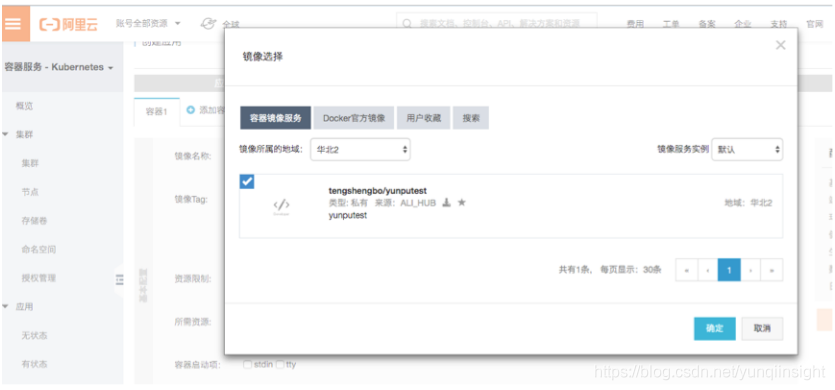 阿里云
账号全部资源
全球
搜索文档、控制台、API、解决方案和资源
费用
工单
备案
企业
支持
官网
容器服务 - Kubernetes
创建应用
概览
集群
集群
节点
存储卷
命名空间
授权管理
应用
无状态
有状态
容器1
添加容
镜像名称:
镜像Tag:
资源限制:
所需资源:
容器启动项:
stdin
tty
镜像选择
容器镜像服务
Docker官方镜像
用户收藏
搜索
镜像所属的地域:
华北2
镜像服务实例
默认
tengshengbo/yunputest
类型: 私有 来源: ALI_HUB
yunputest
地域: 华北2
共有1条, 每页显示: 30条
« ‹ 1 › »
确定
取消
https://blog.csdn.net/yunqiinsight